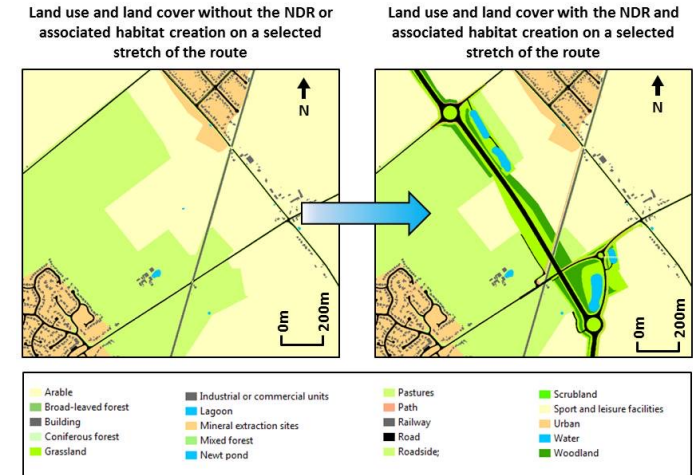 Land use and land cover without the NDR or
associated habitat creation on a selected
stretch of the route
Land use and land cover with the NDR and
associated habitat creation on a selected
stretch of the route
N
0m
200m
N
0m
200m
Arable
Broad-leaved forest
Building
Coniferous forest
Grassland
Industrial or commercial units
Lagoon
Mineral extraction sites
Mixed forest
Newt pond
Pastures
Path
Railway
Road
Roadside;
Scrubland
Sport and leisure facilities
Urban
Water
Woodland